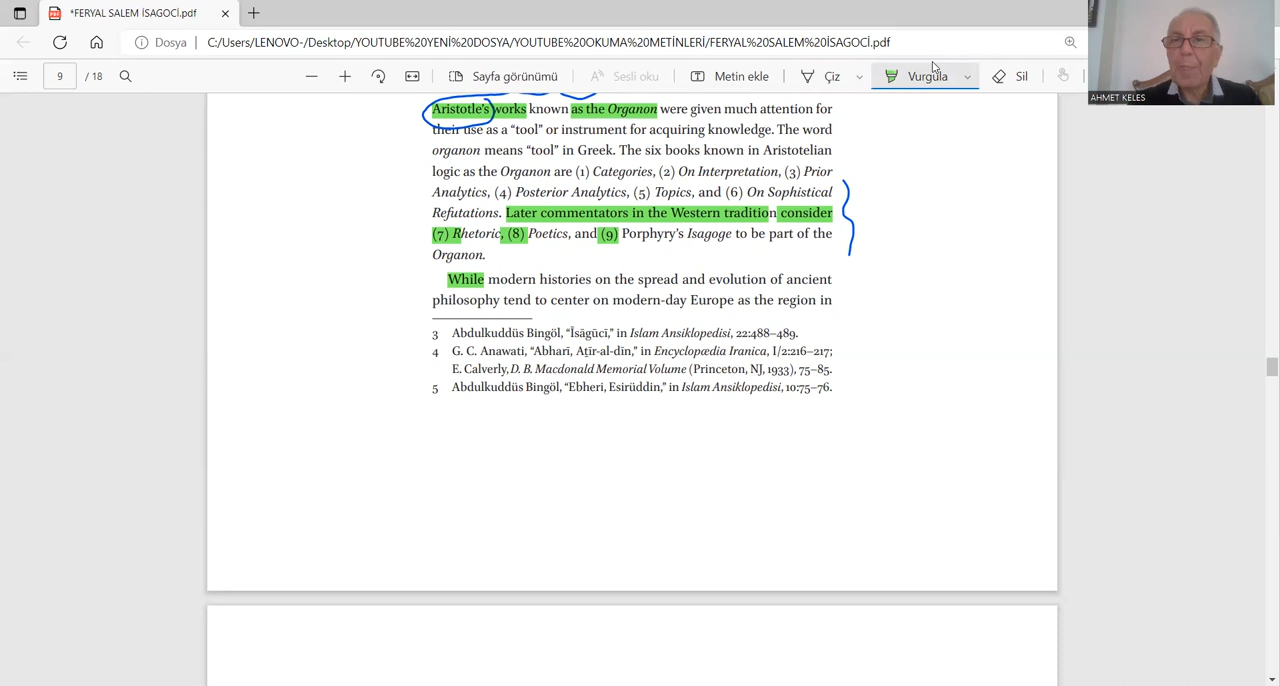 *FERYAL SALEM İSAGOCİ.pdf
Dosya
C:/Users/LENOVO-/Desktop/YOUTUBE%20YENİ%20DOSYA/YOUTUBE%20OKUMA%20METİNLERİ/FERYAL%20SALEM%20İSAGOCİ.pdf
9 / 18
Sayfa görünümü
Sesli oku
Metin ekle
Çiz
Vurgula
Sil
AHMET KELES
Aristotle's works known as the Organon were given much attention for
their use as a “tool” or instrument for acquiring knowledge. The word
organon means “tool” in Greek. The six books known in Aristotelian
logic as the Organon are (1) Categories, (2) On Interpretation, (3) Prior
Analytics, (4) Posterior Analytics, (5) Topics, and (6) On Sophistical
Refutations. Later commentators in the Western tradition consider
(7) Rhetoric, (8) Poetics, and (9) Porphyry's Isagoge to be part of the
Organon.
While modern histories on the spread and evolution of ancient
philosophy tend to center on modern-day Europe as the region in
3 Abdulkuddüs Bingöl, “Īsāgūcī,” in Islam Ansiklopedisi, 22:488–489.
4 G. C. Anawati, “Abharī, Aṯīr-al-dīn,” in Encyclopædia Iranica, I/2:216–217;
E. Calverly, D. B. Macdonald Memorial Volume (Princeton, NJ, 1933), 75–85.
5 Abdulkuddüs Bingöl, “Ebheri, Esirüddin,” in Islam Ansiklopedisi, 10:75–76.